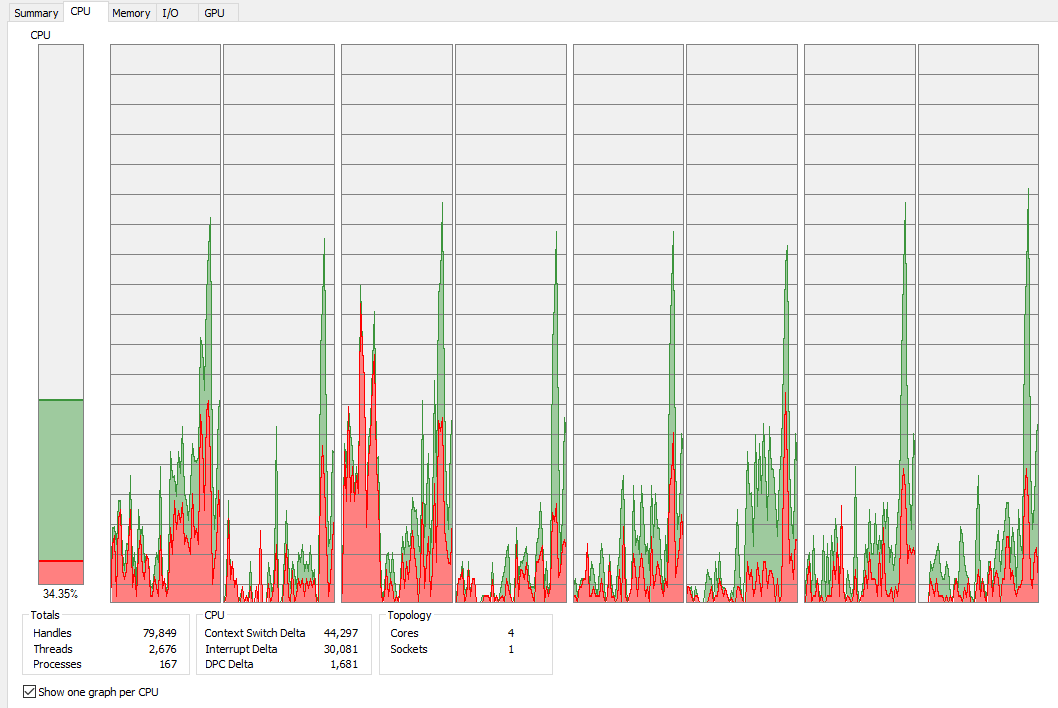 Summary CPU Memory I/O GPU
CPU
34.35%
Totals
Handles 79,849
Threads 2,676
Processes 167
CPU
Context Switch Delta 44,297
Interrupt Delta 30,081
DPC Delta 1,681
Topology
Cores 4
Sockets 1
Show one graph per CPU